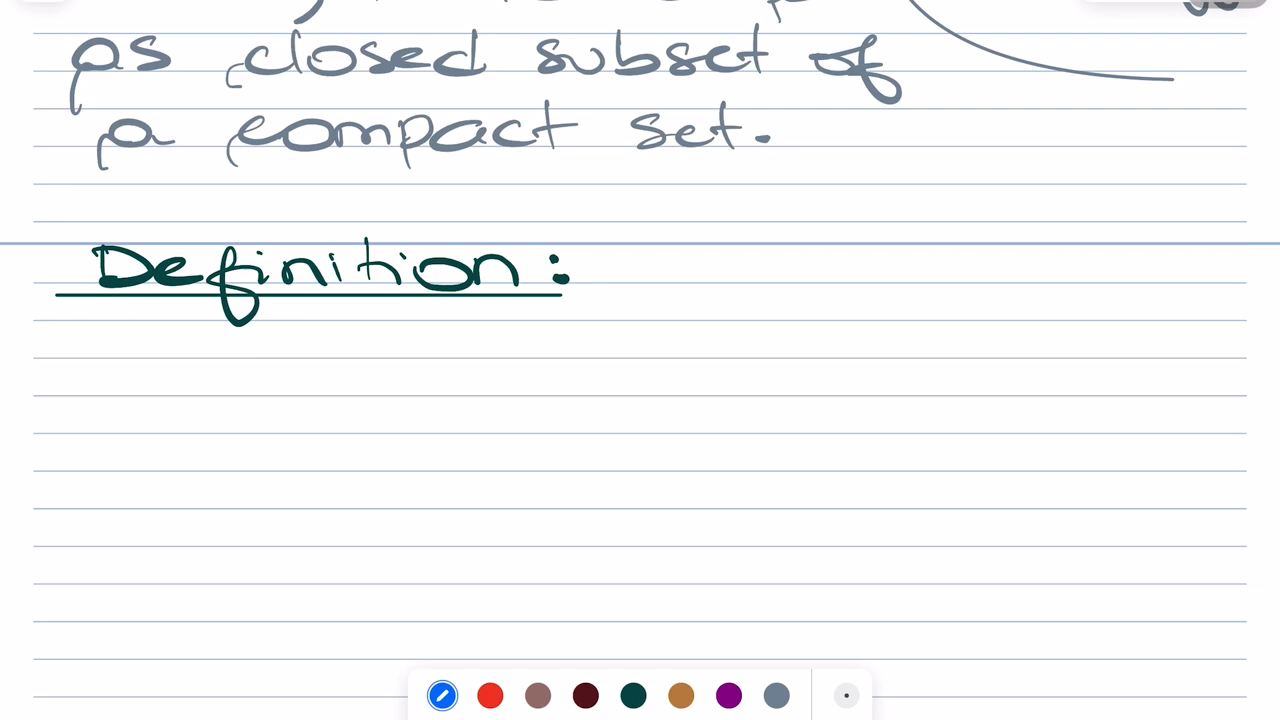 as closed subset of
a compact set.
Definition: